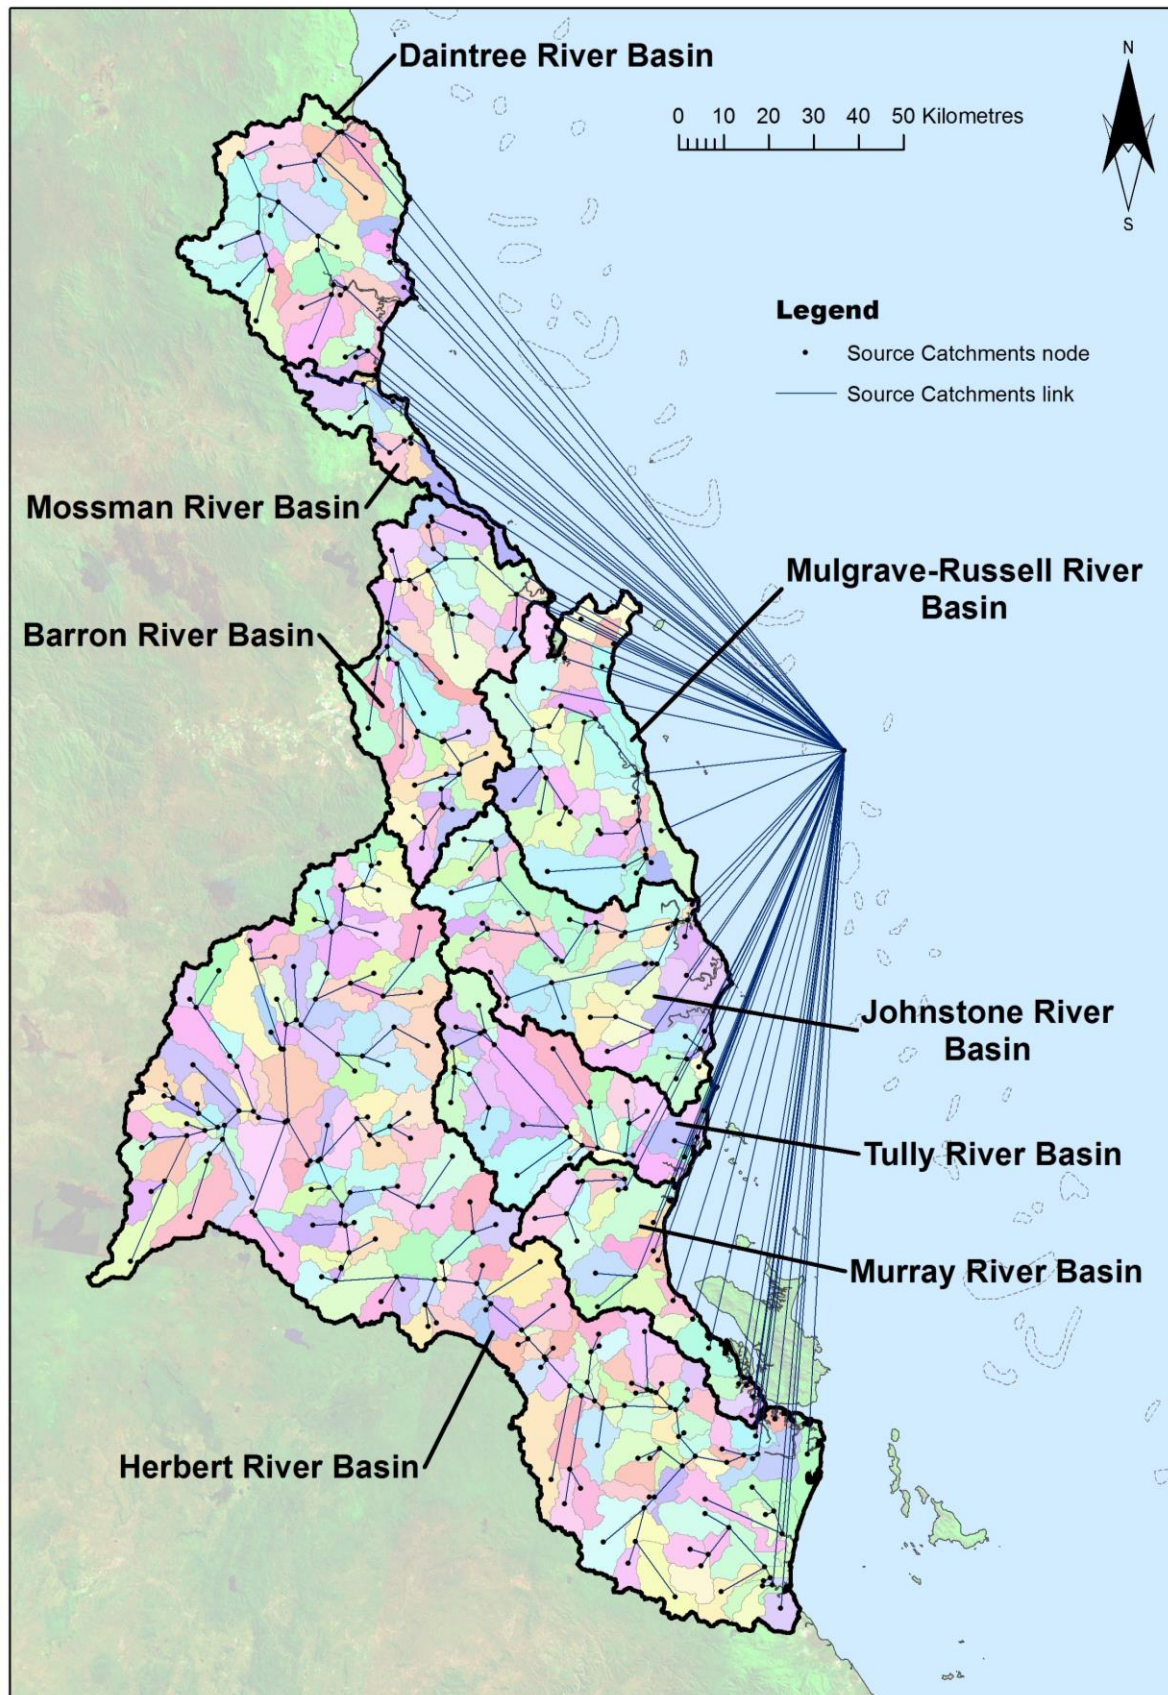 Daintree River Basin
N
0 10 20 30 40 50 Kilometres
S
Legend
Source Catchments node
Source Catchments link
Mossman River Basin
Mulgrave-Russell River
Basin
Barron River Basin
Johnstone River
Basin
Tully River Basin
Murray River Basin
Herbert River Basin